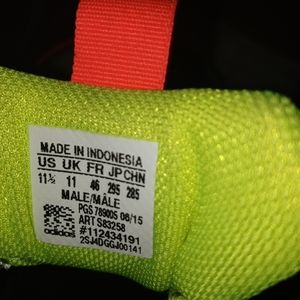 MADE IN INDONESIA
US UK FR JP CHN
11½ 11 46 295 285
MALE/MÂLE
PGS 789005 06/15
ART S83258
#112434191
2SJ4DGGJ00141
adidas